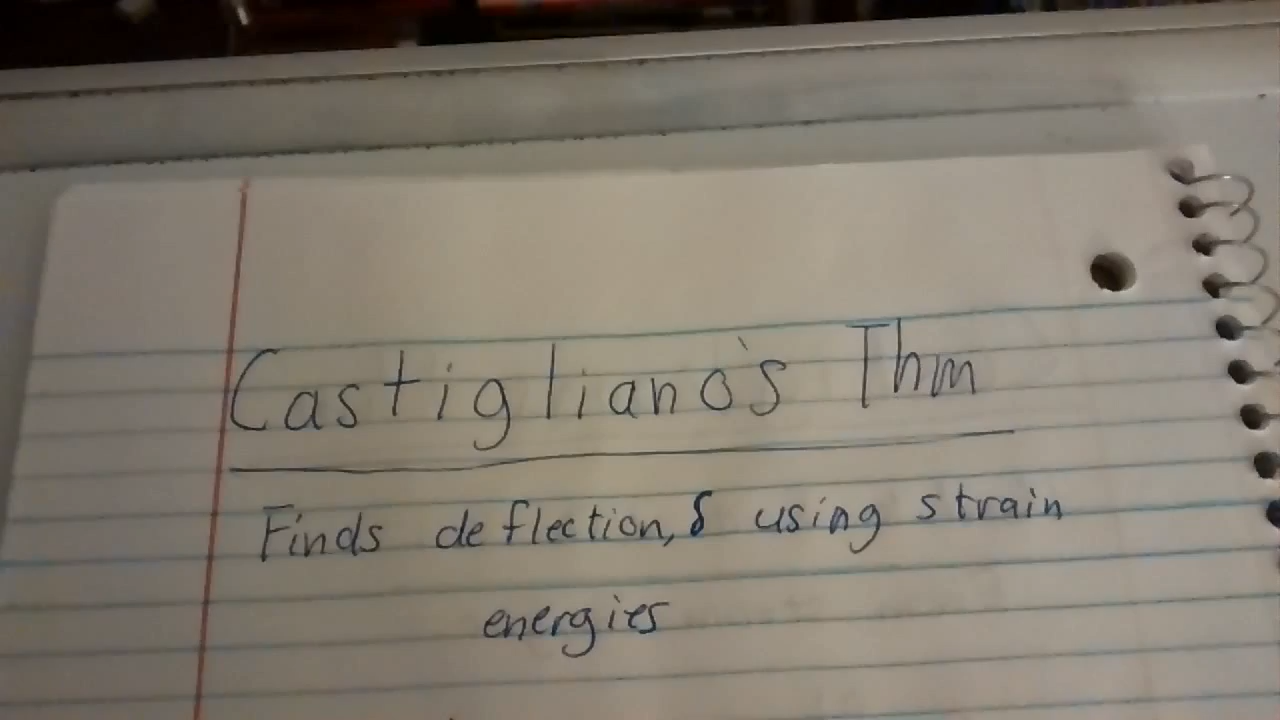 Castigliano's Thm
Finds deflection, δ using strain
energies